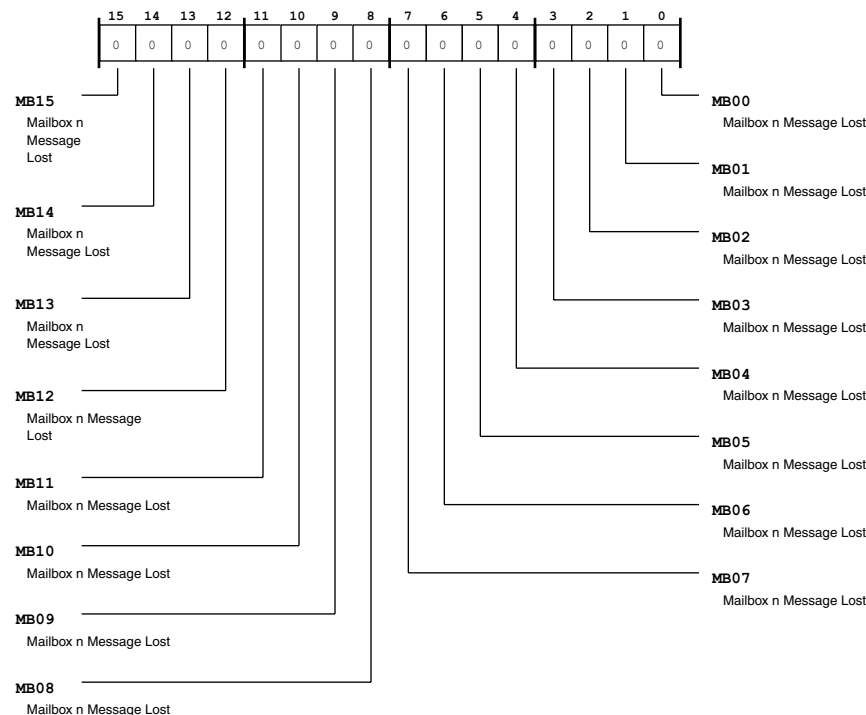 15 14 13 12 11 10 9 8 7 6 5 4 3 2 1 0
0 0 0 0 0 0 0 0 0 0 0 0 0 0 0 0
MB15
Mailbox n
Message
Lost
MB14
Mailbox n
Message Lost
MB13
Mailbox n
Message Lost
MB12
Mailbox n Message
Lost
MB11
Mailbox n Message Lost
MB10
Mailbox n Message Lost
MB09
Mailbox n Message Lost
MB08
Mailbox n Message Lost
MB00
Mailbox n Message Lost
MB01
Mailbox n Message Lost
MB02
Mailbox n Message Lost
MB03
Mailbox n Message Lost
MB04
Mailbox n Message Lost
MB05
Mailbox n Message Lost
MB06
Mailbox n Message Lost
MB07
Mailbox n Message Lost